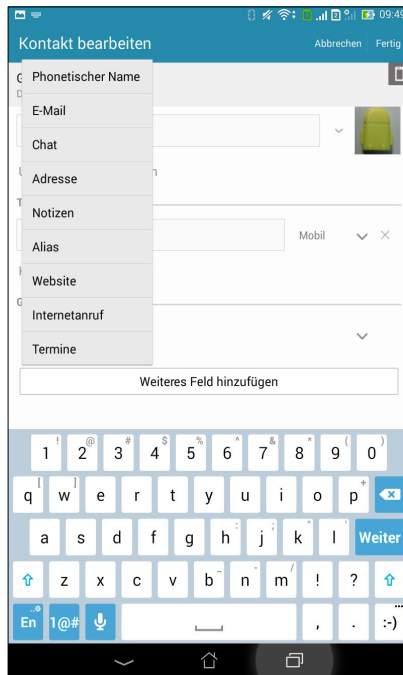 09:49
Kontakt bearbeiten
Abbrechen Fertig
Phonetischer Name
E-Mail
Chat
Adresse
Notizen
Alias
Website
Internetanruf
Termine
Mobil
Weiteres Feld hinzufügen
! @ # $ % ^ & * ( )
1 2 3 4 5 6 7 8 9 0
[ ] +
q w e r t y u i o p
: ; '
a s d f g h j k l Weiter
_ - /
z x c v b n m ! ?
En 1@# , . :-)